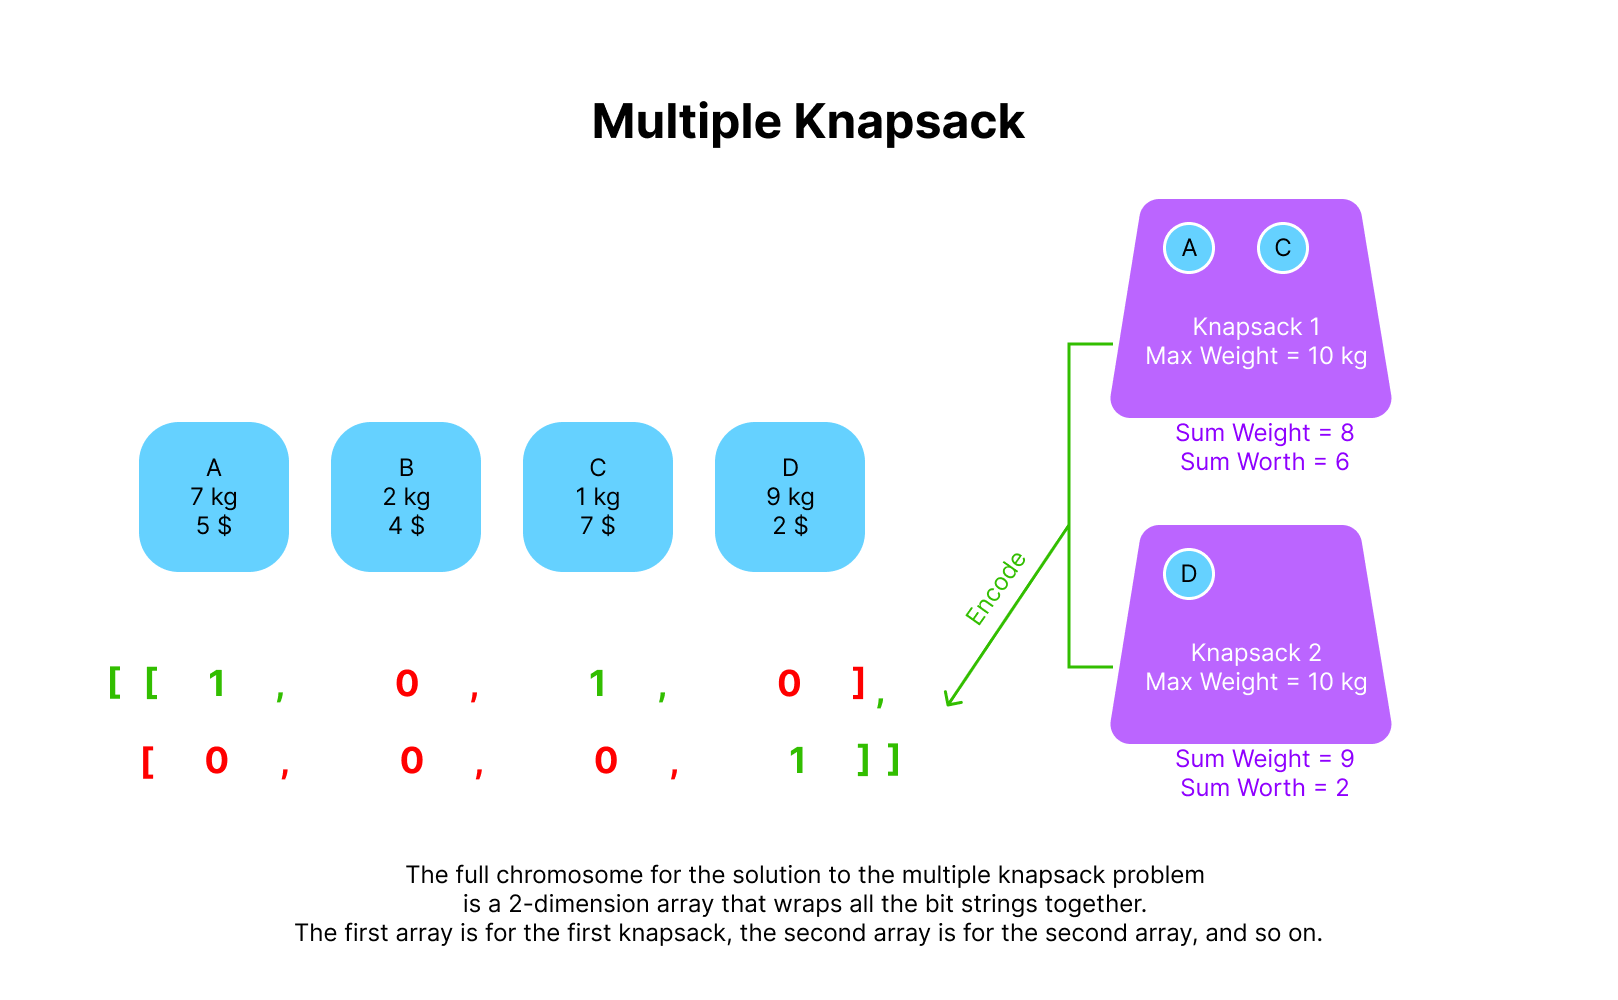 Multiple Knapsack
A C
Knapsack 1
Max Weight = 10 kg
Sum Weight = 8
Sum Worth = 6
A
7 kg
5 $
B
2 kg
4 $
C
1 kg
7 $
D
9 kg
2 $
Encode
D
Knapsack 2
Max Weight = 10 kg
Sum Weight = 9
Sum Worth = 2
[ [ 1 , 0 , 1 , 0 ] ,
[ 0 , 0 , 0 , 1 ] ]
The full chromosome for the solution to the multiple knapsack problem
is a 2-dimension array that wraps all the bit strings together.
The first array is for the first knapsack, the second array is for the second array, and so on.